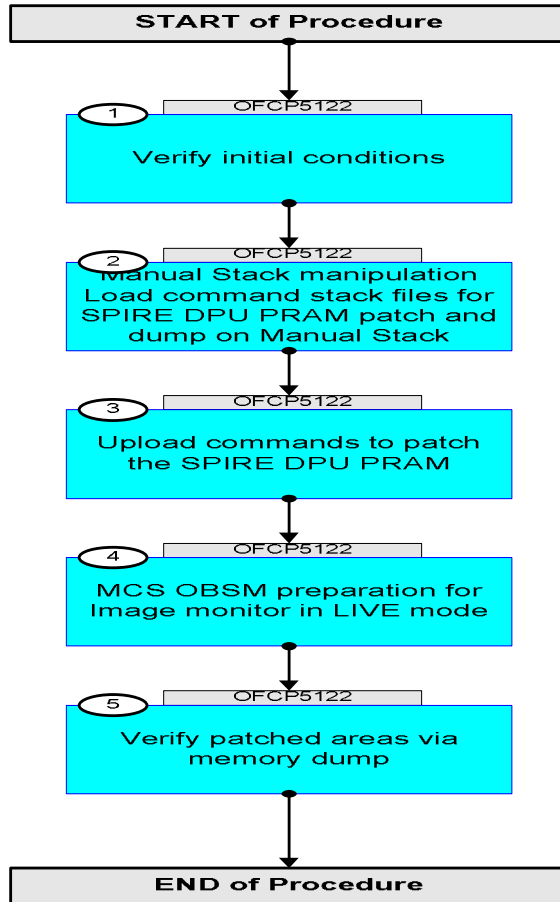 START of Procedure
OFCP5122
1
Verify initial conditions
OFCP5122
2
Manual Stack manipulation
Load command stack files for
SPIRE DPU PRAM patch and
dump on Manual Stack
OFCP5122
3
Upload commands to patch
the SPIRE DPU PRAM
OFCP5122
4
MCS OBSM preparation for
Image monitor in LIVE mode
OFCP5122
5
Verify patched areas via
memory dump
END of Procedure